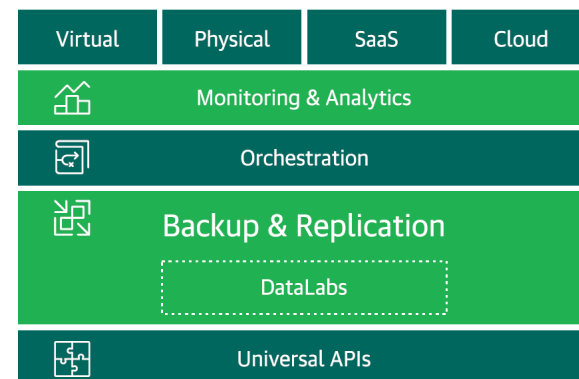 Virtual Physical SaaS Cloud
Monitoring & Analytics
Orchestration
Backup & Replication
DataLabs
Universal APIs